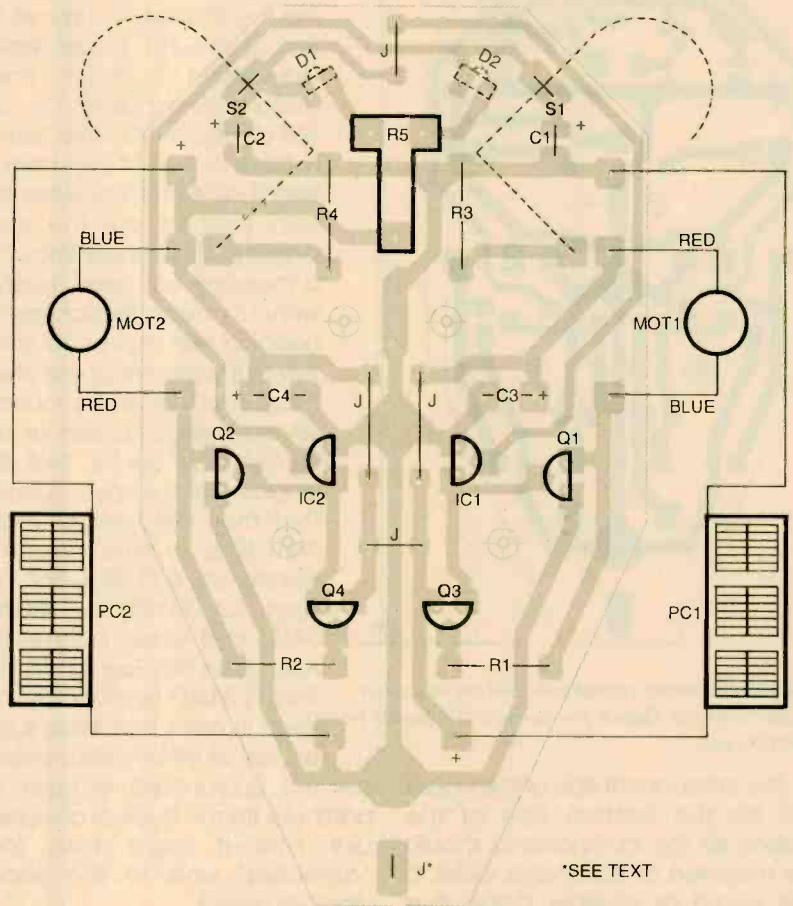 J
D1
D2
S2
S1
+
C2
R5
C1
+
+
R4
R3
BLUE
RED
MOT2
MOT1
+
-C4-
J
J
-C3-
+
RED
BLUE
Q2
Q1
IC2
IC1
J
PC2
Q4
Q3
PC1
R2
R1
+
J*
*SEE TEXT